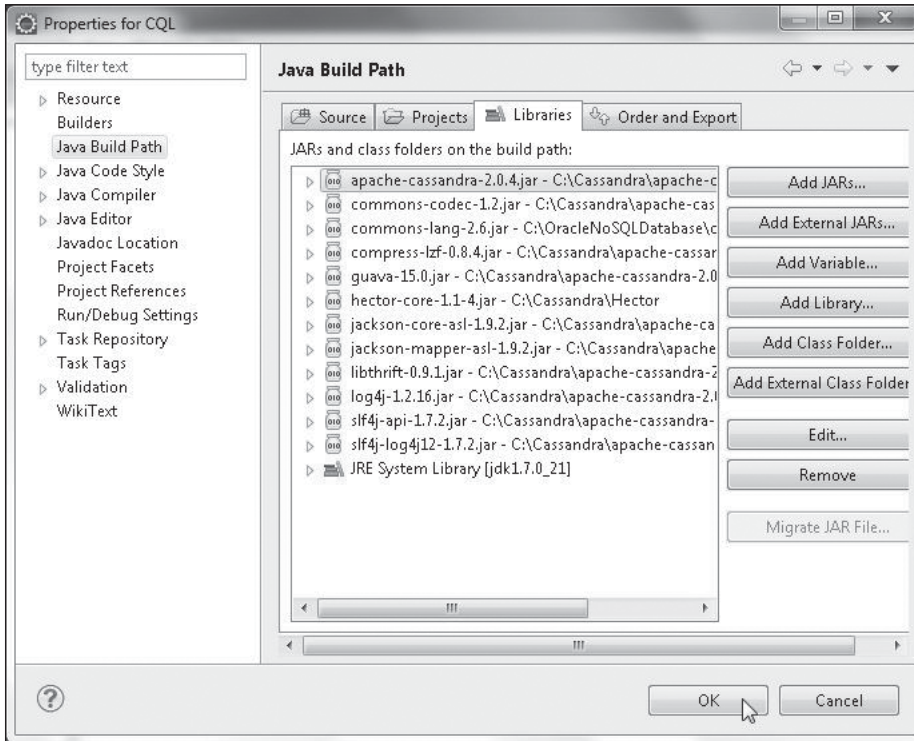 Properties for CQL
type filter text
Resource
Builders
Java Build Path
Java Code Style
Java Compiler
Java Editor
Javadoc Location
Project Facets
Project References
Run/Debug Settings
Task Repository
Task Tags
Validation
WikiText
Java Build Path
Source Projects Libraries Order and Export
JARs and class folders on the build path:
apache-cassandra-2.0.4.jar - C:\Cassandra\apache-c
commons-codec-1.2.jar - C:\Cassandra\apache-cas
commons-lang-2.6.jar - C:\OracleNoSQLDatabase\c
compress-lzf-0.8.4.jar - C:\Cassandra\apache-cassar
guava-15.0.jar - C:\Cassandra\apache-cassandra-2.0
hector-core-1.1-4.jar - C:\Cassandra\Hector
jackson-core-asl-1.9.2.jar - C:\Cassandra\apache-ca
jackson-mapper-asl-1.9.2.jar - C:\Cassandra\apache
libthrift-0.9.1.jar - C:\Cassandra\apache-cassandra-2
log4j-1.2.16.jar - C:\Cassandra\apache-cassandra-2.
slf4j-api-1.7.2.jar - C:\Cassandra\apache-cassandra-
slf4j-log4j12-1.7.2.jar - C:\Cassandra\apache-cassan
JRE System Library [jdk1.7.0_21]
Add JARs...
Add External JARs...
Add Variable...
Add Library...
Add Class Folder...
Add External Class Folder
Edit...
Remove
Migrate JAR File...
OK Cancel